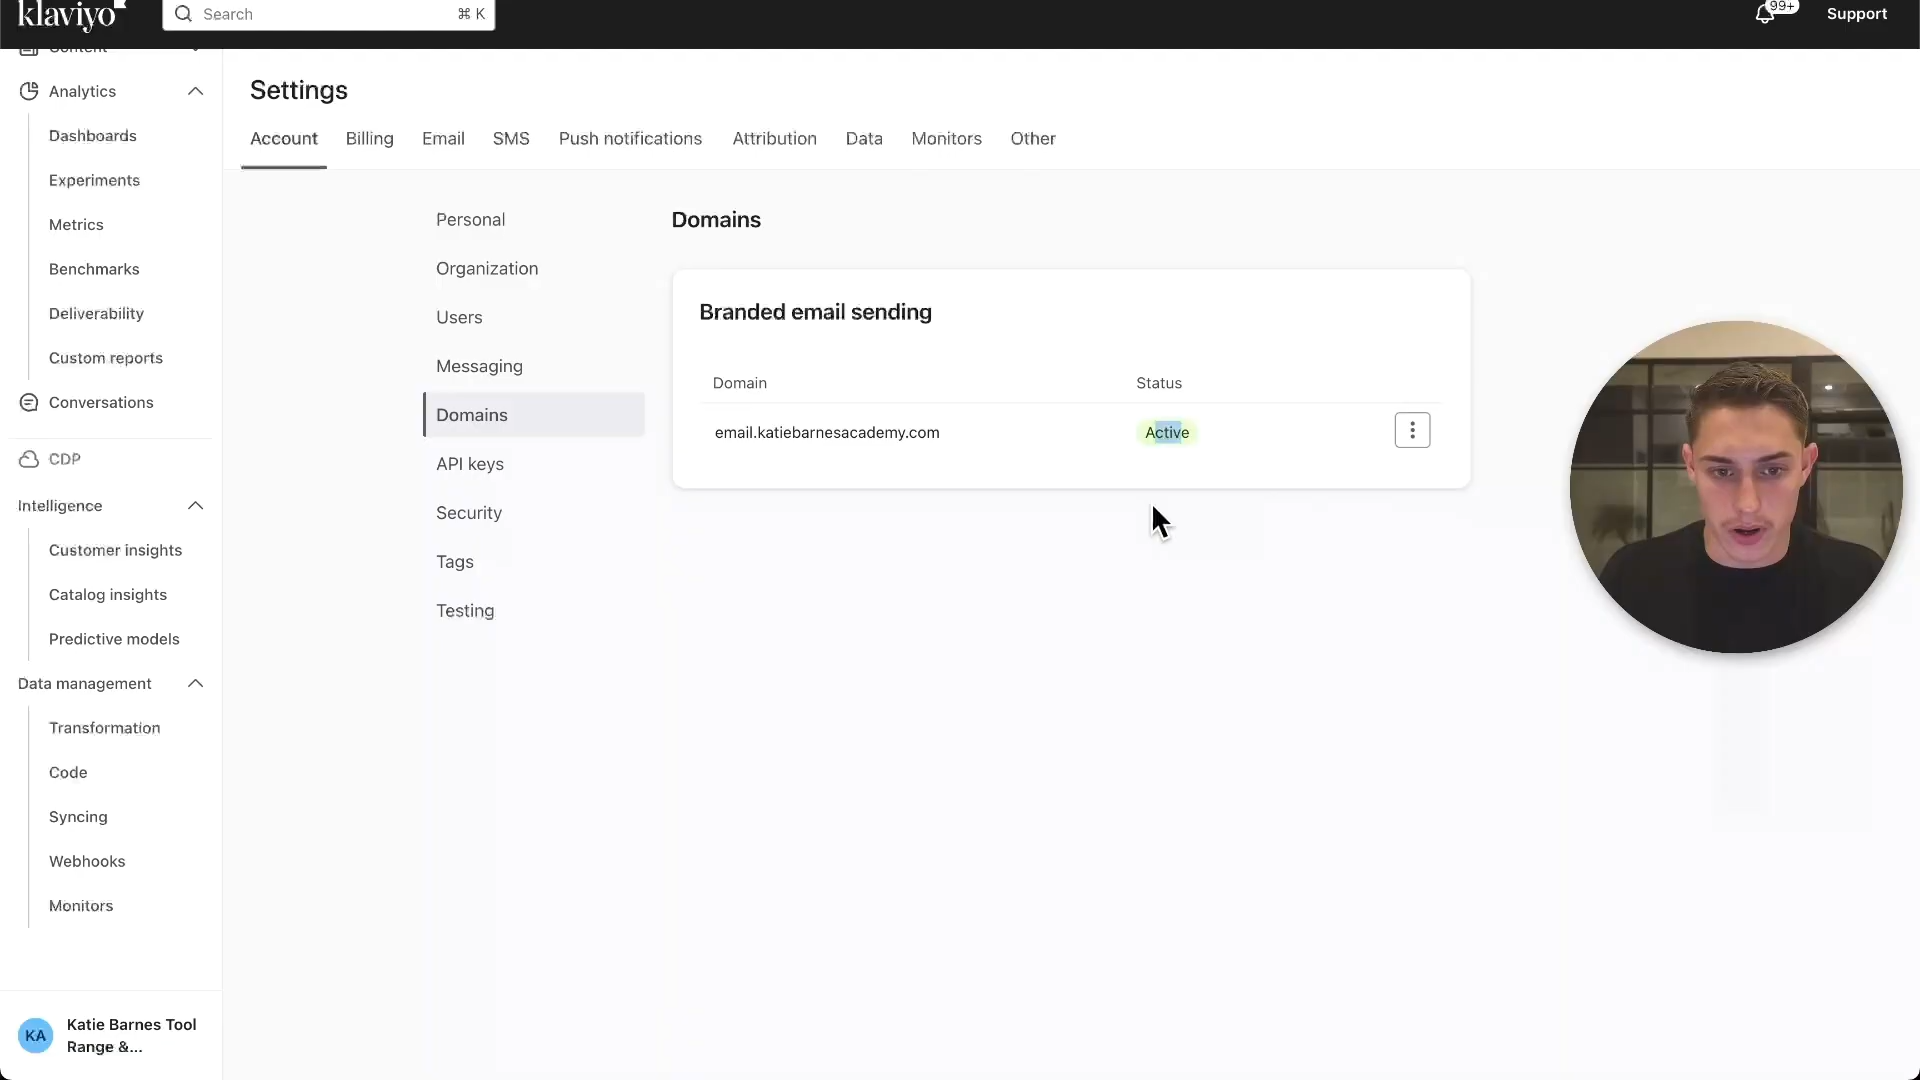 klaviyo
Search
⌘ K
99+
Support
Content
Analytics
Dashboards
Experiments
Metrics
Benchmarks
Deliverability
Custom reports
Conversations
CDP
Intelligence
Customer insights
Catalog insights
Predictive models
Data management
Transformation
Code
Syncing
Webhooks
Monitors
KA
Katie Barnes Tool
Range &...
Settings
Account Billing Email SMS Push notifications Attribution Data Monitors Other
Personal
Organization
Users
Messaging
Domains
API keys
Security
Tags
Testing
Domains
Branded email sending
Domain Status
email.katiebarnesacademy.com Active